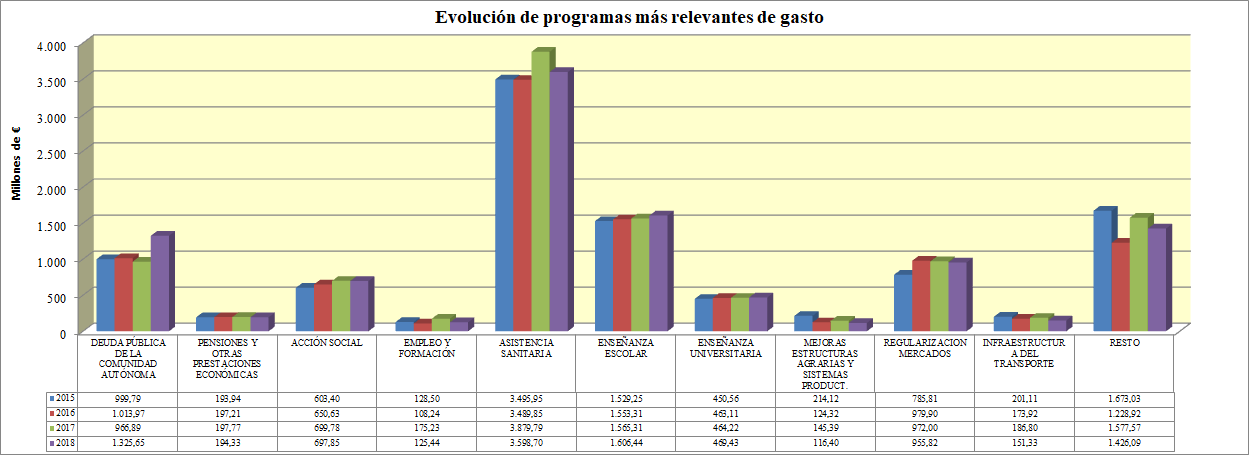 Evolución de programas más relevantes de gasto
Millones de €
4.000
3.500
3.000
2.500
2.000
1.500
1.000
500
0
DEUDA PÚBLICA DE LA COMUNIDAD AUTÓNOMA
PENSIONES Y OTRAS PRESTACIONES ECONÓMICAS
ACCIÓN SOCIAL
EMPLEO Y FORMACIÓN
ASISTENCIA SANITARIA
ENSEÑANZA ESCOLAR
ENSEÑANZA UNIVERSITARIA
MEJORAS ESTRUCTURAS AGRARIAS Y SISTEMAS PRODUCT.
REGULARIZACION MERCADOS
INFRAESTRUCTURA DEL TRANSPORTE
RESTO
2015 999,79 193,94 603,40 128,50 3.495,95 1.529,25 450,56 214,12 785,81 201,11 1.673,03
2016 1.013,97 197,21 650,63 108,24 3.489,85 1.553,31 463,11 124,32 979,90 173,92 1.228,92
2017 966,89 197,77 699,78 175,23 3.879,79 1.565,31 464,22 145,39 972,00 186,80 1.577,57
2018 1.325,65 194,33 697,85 125,44 3.598,70 1.606,44 469,43 116,40 955,82 151,33 1.426,09